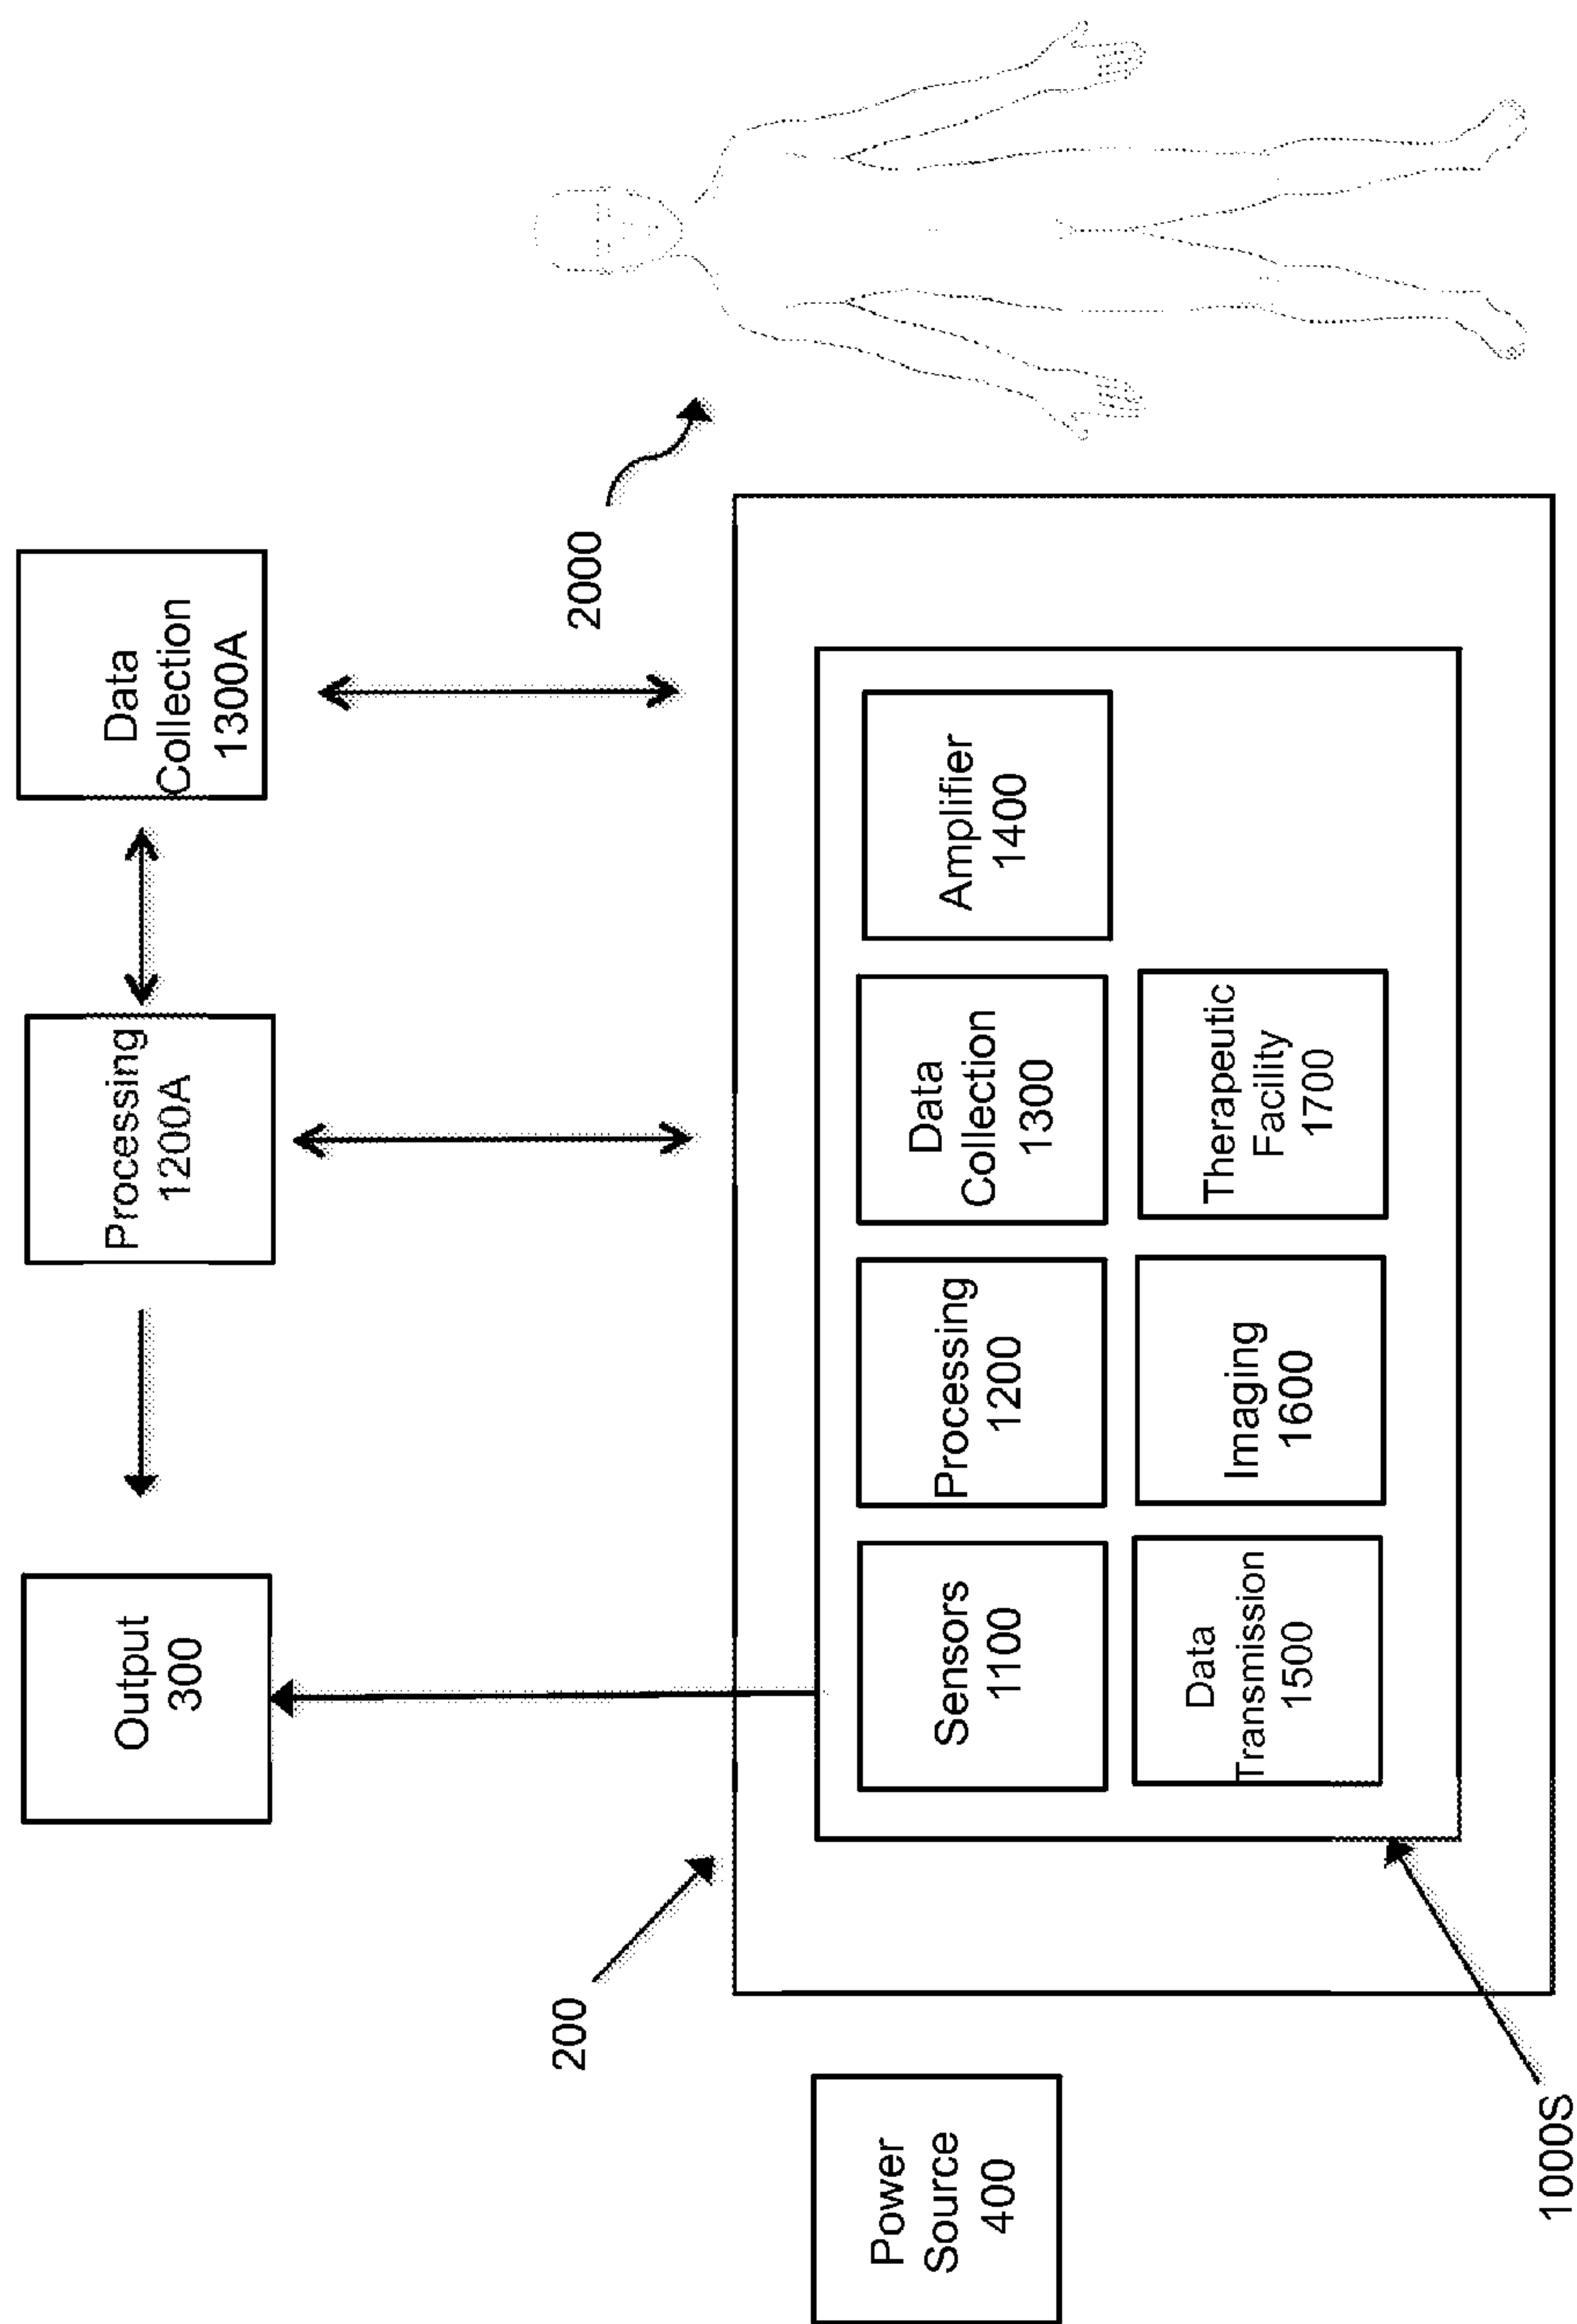 Output
300
Processing
1200A
Data
Collection
1300A
200
2000
Power
Source
400
Sensors
1100
Processing
1200
Data
Collection
1300
Amplifier
1400
Data
Transmission
1500
Imaging
1600
Therapeutic
Facility
1700
1000S